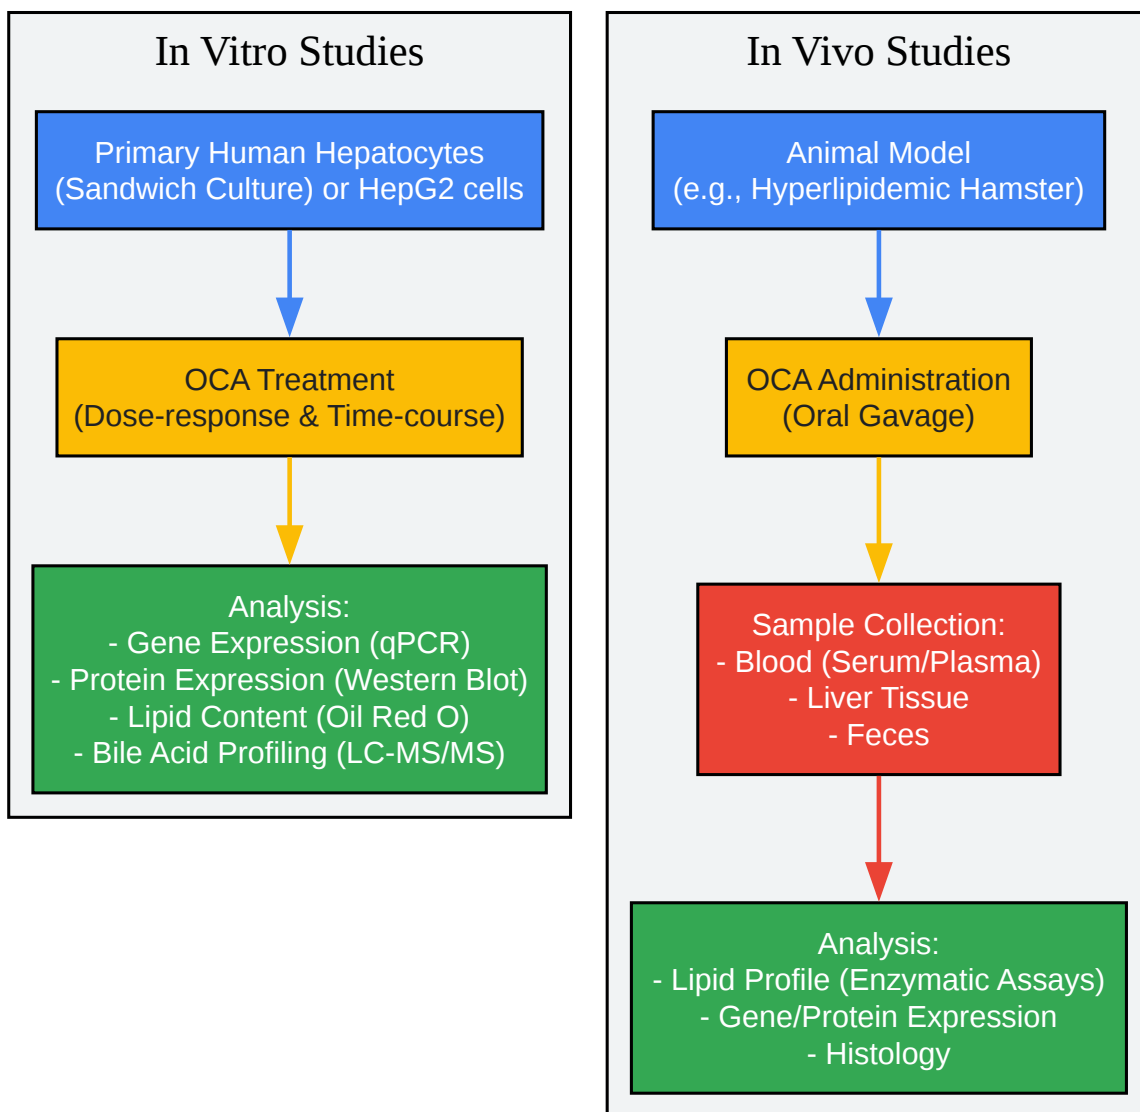 In Vitro Studies
Primary Human Hepatocytes
(Sandwich Culture) or HepG2 cells
OCA Treatment
(Dose-response & Time-course)
Analysis:
- Gene Expression (qPCR)
- Protein Expression (Western Blot)
- Lipid Content (Oil Red O)
- Bile Acid Profiling (LC-MS/MS)
In Vivo Studies
Animal Model
(e.g., Hyperlipidemic Hamster)
OCA Administration
(Oral Gavage)
Sample Collection:
- Blood (Serum/Plasma)
- Liver Tissue
- Feces
Analysis:
- Lipid Profile (Enzymatic Assays)
- Gene/Protein Expression
- Histology